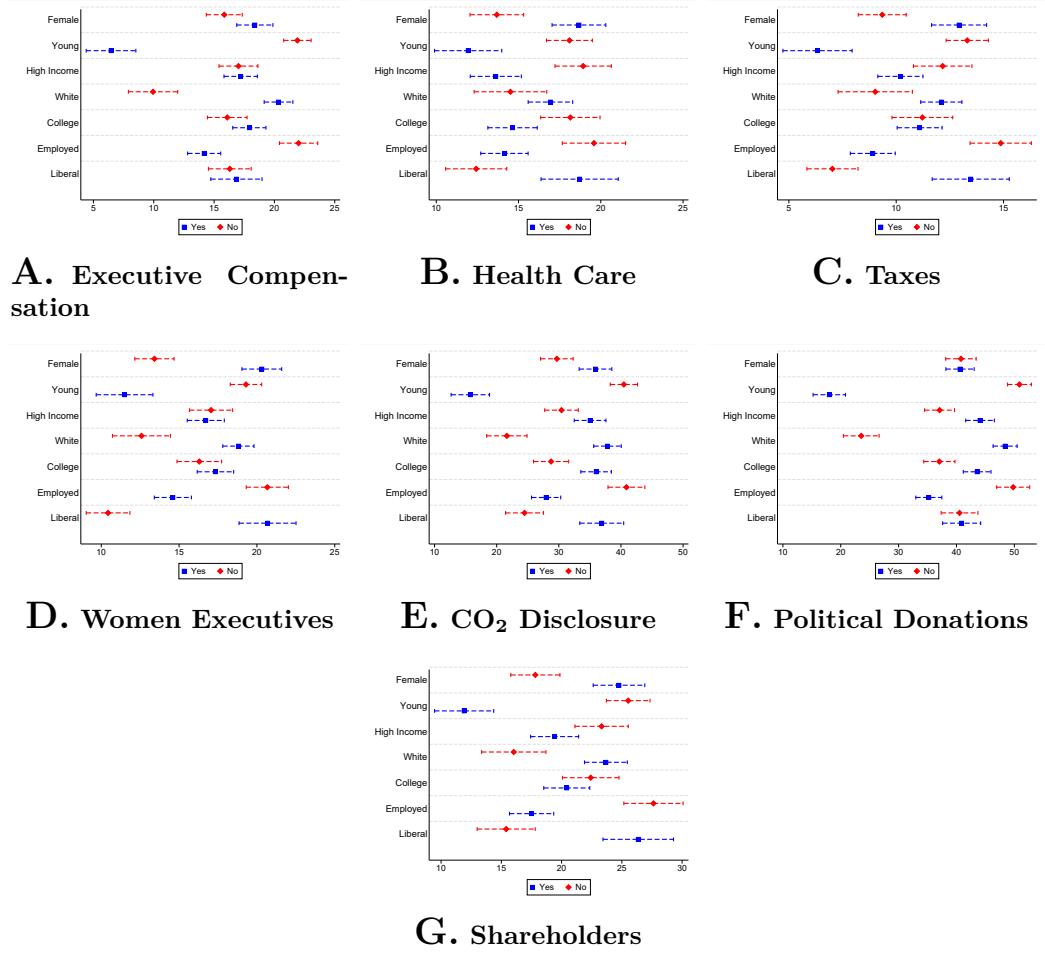 Female
Young
High Income
White
College
Employed
Liberal
5 10 15 20 25
Yes No
A. Executive Compen-
sation
Female
Young
High Income
White
College
Employed
Liberal
10 15 20 25
Yes No
B. Health Care
Female
Young
High Income
White
College
Employed
Liberal
5 10 15
Yes No
C. Taxes
Female
Young
High Income
White
College
Employed
Liberal
10 15 20 25
Yes No
D. Women Executives
Female
Young
High Income
White
College
Employed
Liberal
10 20 30 40 50
Yes No
E. CO₂ Disclosure
Female
Young
High Income
White
College
Employed
Liberal
10 20 30 40 50
Yes No
F. Political Donations
Female
Young
High Income
White
College
Employed
Liberal
10 15 20 25 30
Yes No
G. Shareholders